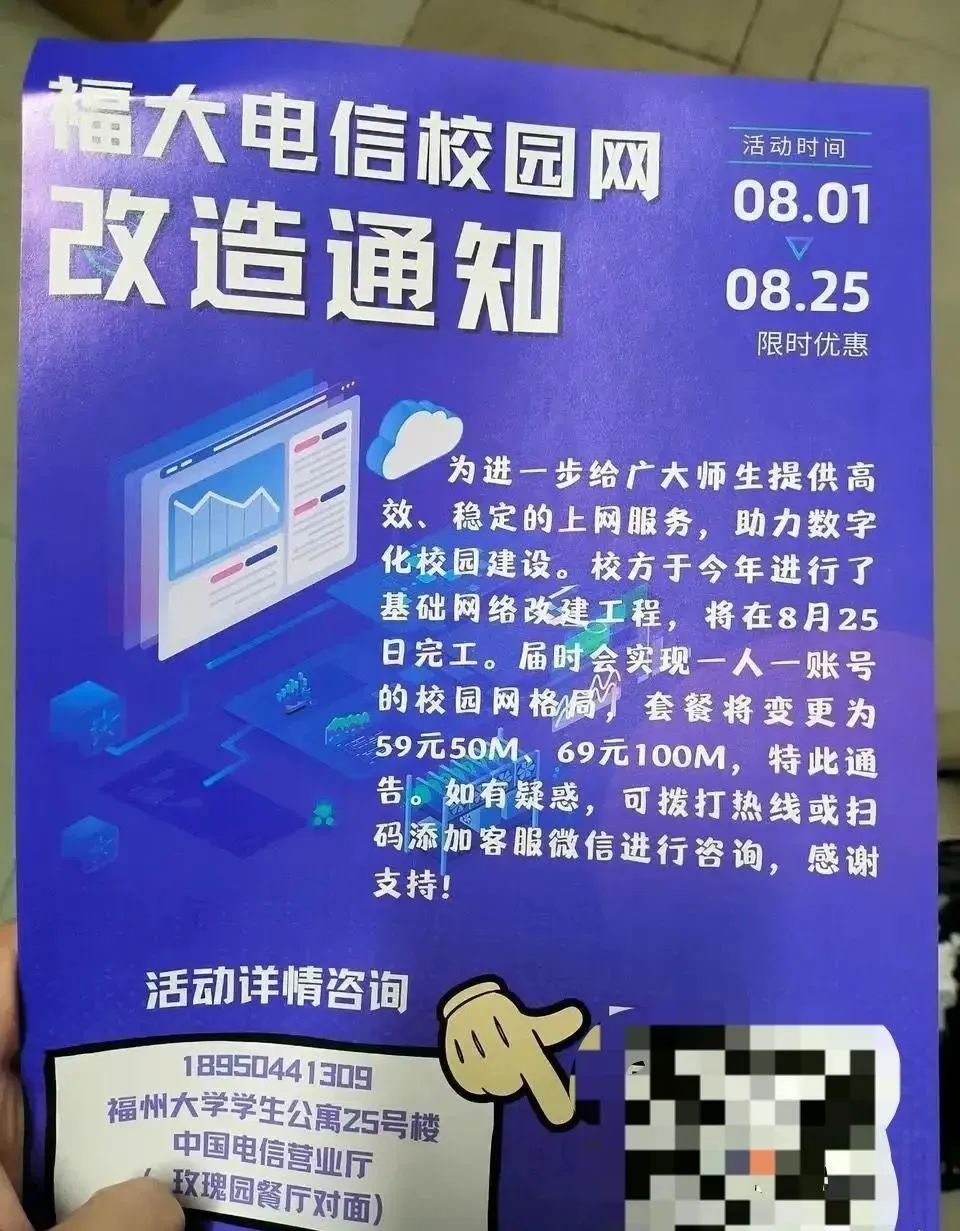 福大电信校园网
改造通知
活动时间
08.01
08.25
限时优惠
为进一步给广大师生提供高
效、稳定的上网服务，助力数字
化校园建设。校方于今年进行了
基础网络改建工程，将在8月25
日完工。届时会实现一人一账号
的校园网格局，套餐将变更为
59元50M、69元100M，特此通
告。如有疑惑，可拨打热线或扫
码添加客服微信进行咨询，感谢
支持！
活动详情咨询
18950441309
福州大学学生公寓25号楼
中国电信营业厅
（玫瑰园餐厅对面）